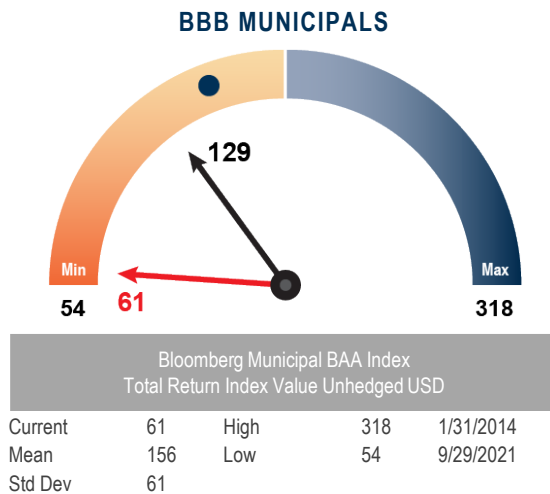 BBB MUNICIPALS
129
Min
Max
54
61
318
Bloomberg Municipal BAA Index
Total Return Index Value Unhedged USD
Current 61 High 318 1/31/2014
Mean 156 Low 54 9/29/2021
Std Dev 61